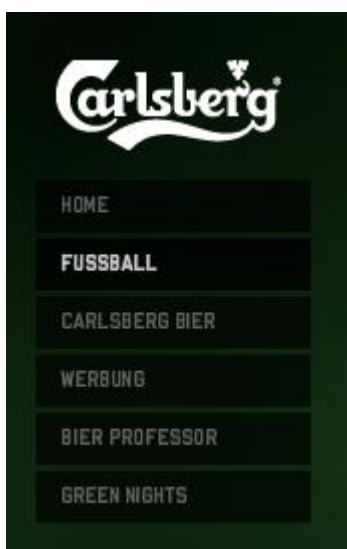 Carlsberg
HOME
FUSSBALL
CARLSBERG BIER
WERBUNG
BIER PROFESSOR
GREEN NIGHTS